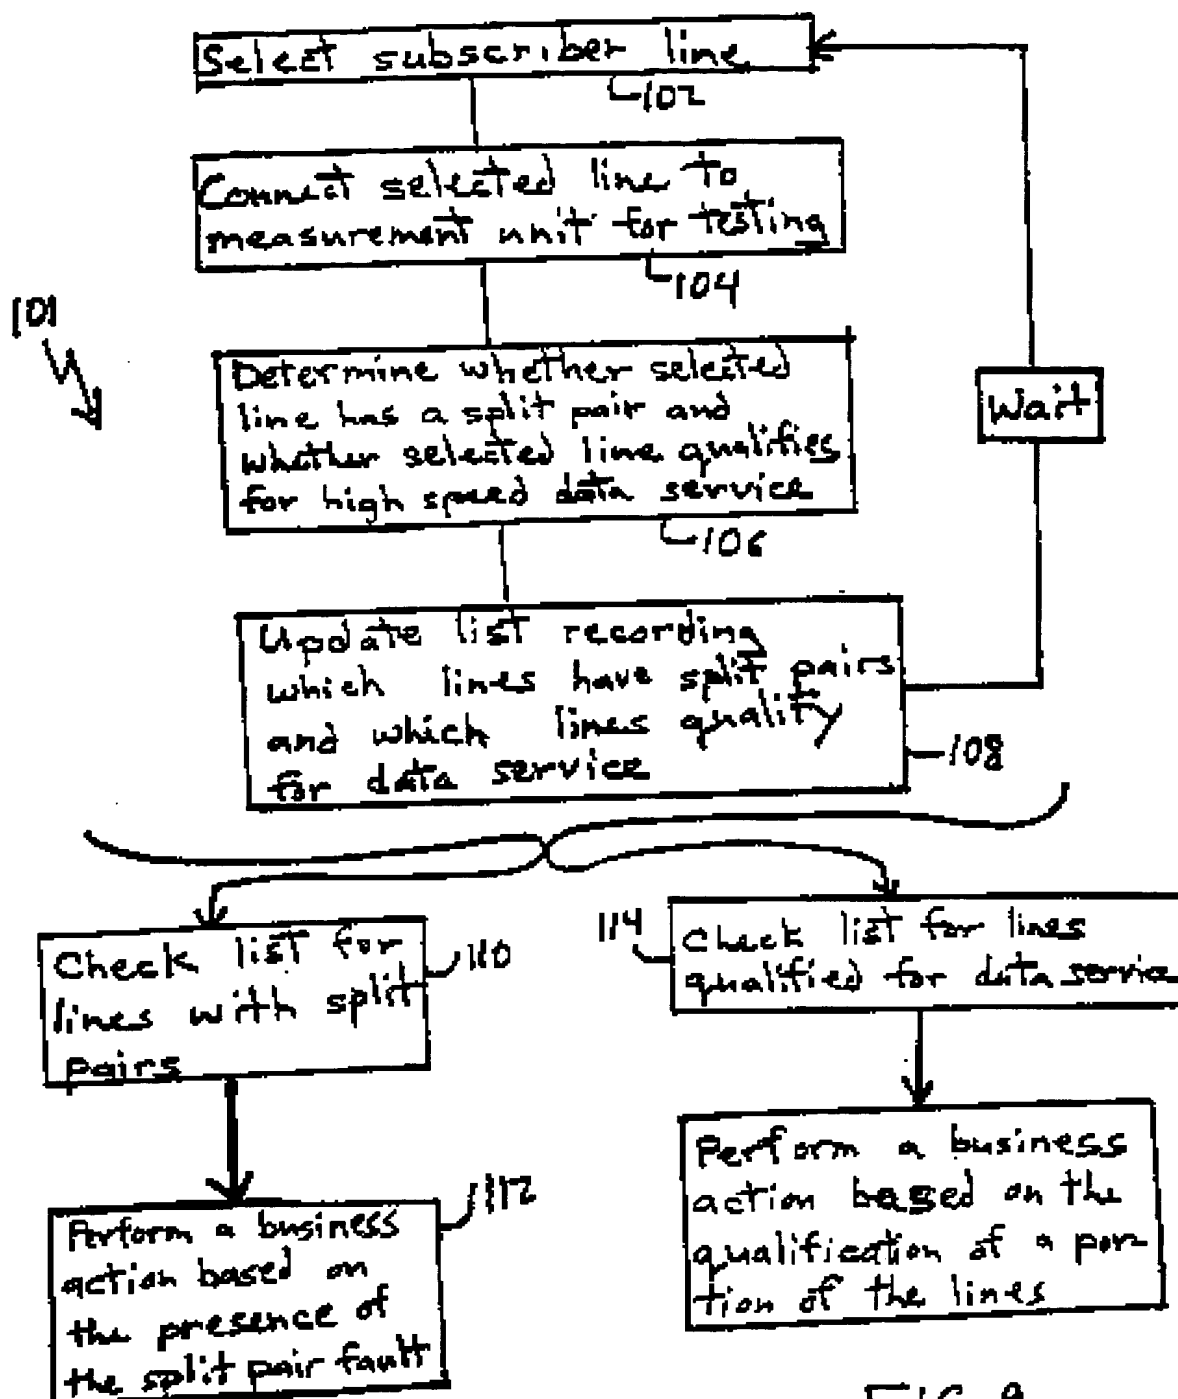 Select subscriber line
102
Connect selected line to
measurement unit for testing
104
101
Determine whether selected
line has a split pair and
whether selected line qualifies
for high speed data service
106
Wait
Update list recording
which lines have split pairs
and which lines qualify
for data service
108
Check list for
lines with split
pairs
110
114
Check list for lines
qualified for data service
Perform a business
action based on
the presence of
the split pair fault
112
Perform a business
action based on the
qualification of a por-
tion of the lines
FIG. 9